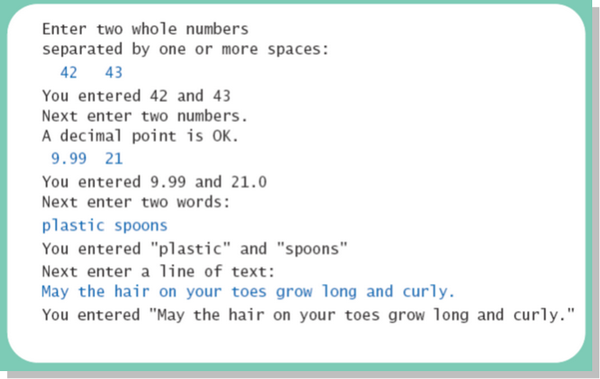 Enter two whole numbers
separated by one or more spaces:
42 43
You entered 42 and 43
Next enter two numbers.
A decimal point is OK.
9.99 21
You entered 9.99 and 21.0
Next enter two words:
plastic spoons
You entered "plastic" and "spoons"
Next enter a line of text:
May the hair on your toes grow long and curly.
You entered "May the hair on your toes grow long and curly."